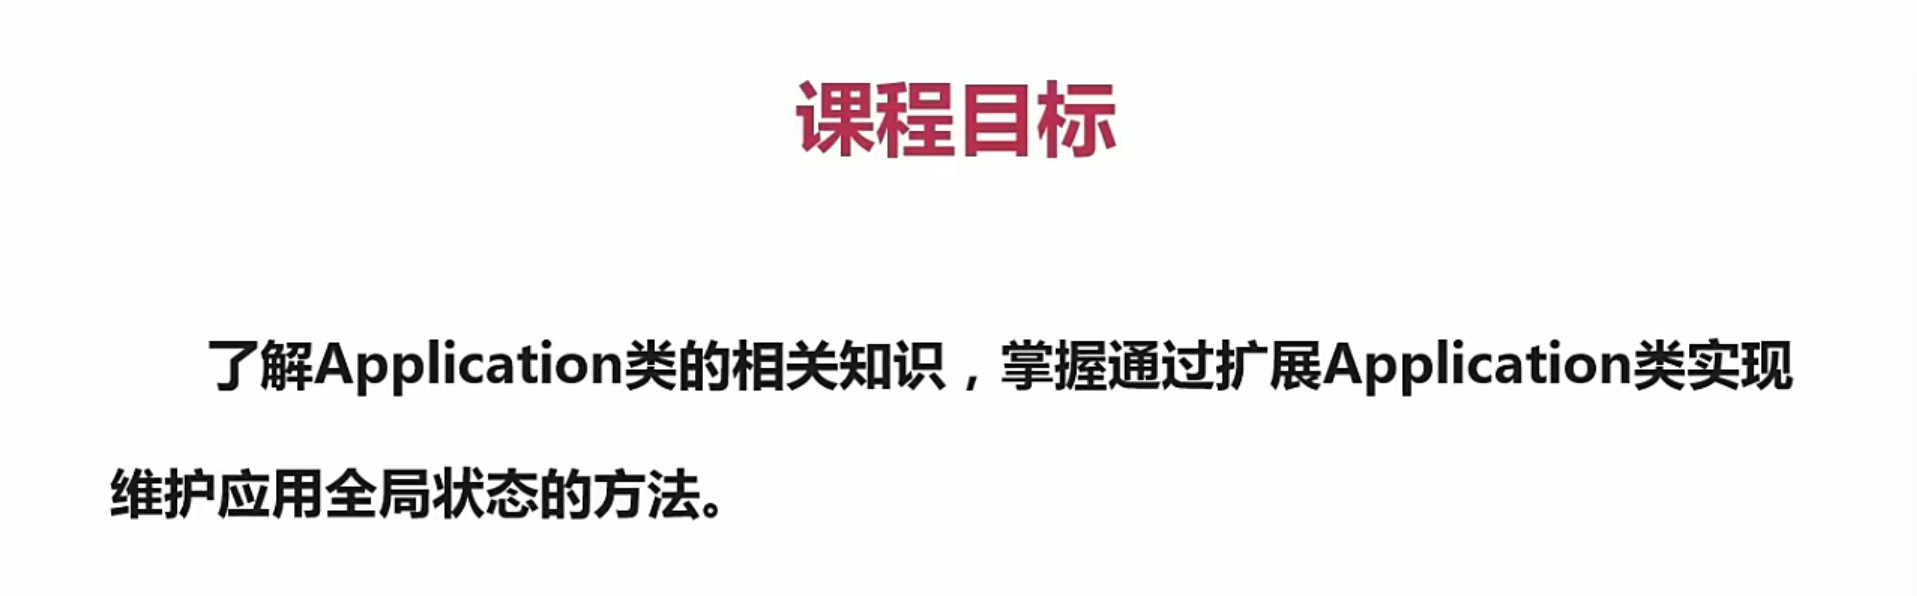 课程目标
了解Application类的相关知识，掌握通过扩展Application类实现
维护应用全局状态的方法。